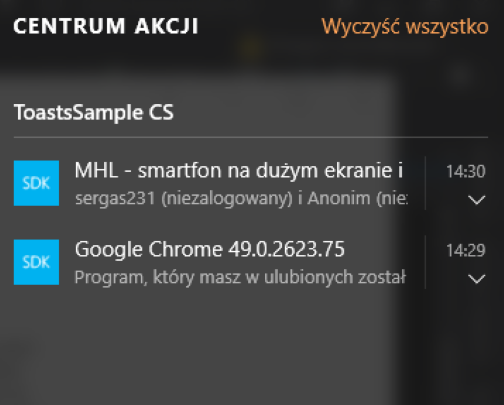 CENTRUM AKCJI Wyczyść wszystko
ToastsSample CS
SDK MHL - smartfon na dużym ekranie i 14:30
sergas231 (niezalogowany) i Anonim (nie
SDK Google Chrome 49.0.2623.75 14:29
Program, który masz w ulubionych został